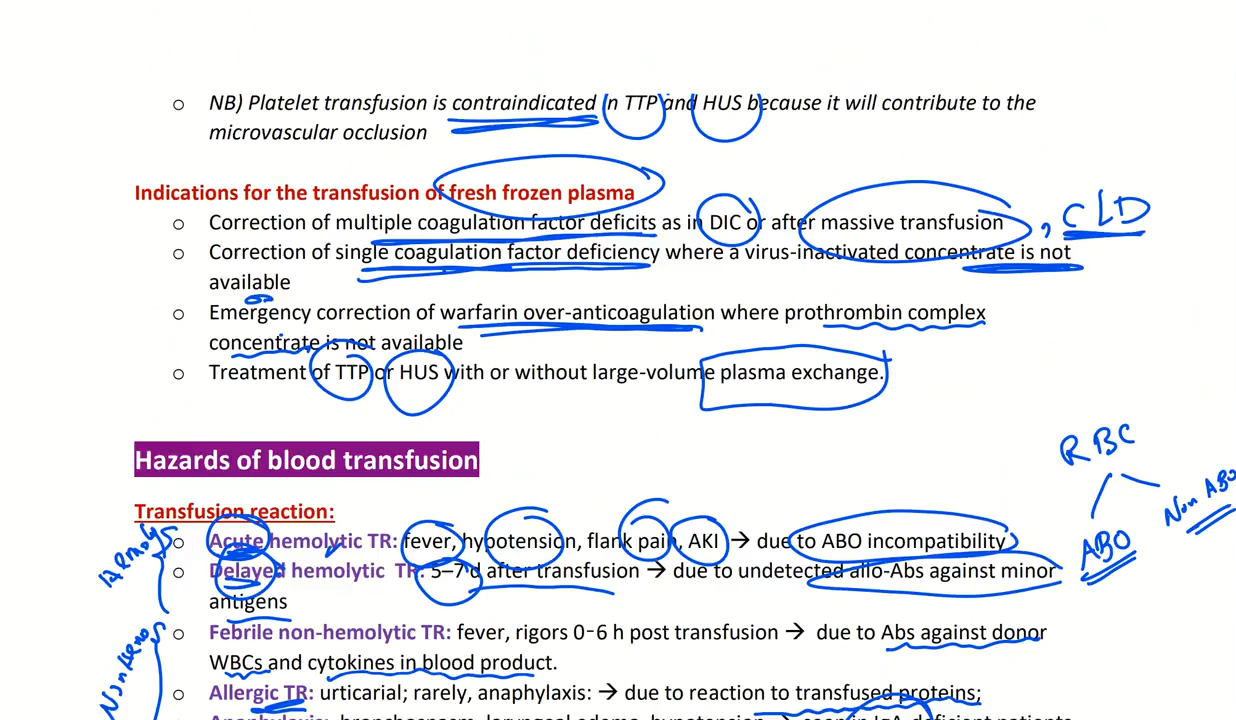 ○ NB) Platelet transfusion is contraindicated in TTP and HUS because it will contribute to the
microvascular occlusion
Indications for the transfusion of fresh frozen plasma
○ Correction of multiple coagulation factor deficits as in DIC or after massive transfusion , CLD
○ Correction of single coagulation factor deficiency where a virus-inactivated concentrate is not
available
○ Emergency correction of warfarin over-anticoagulation where prothrombin complex
concentrate is not available
○ Treatment of TTP or HUS with or without large-volume plasma exchange.
RBC
Hazards of blood transfusion
Non ABO
Transfusion reaction:
○ Acute hemolytic TR: fever, hypotension, flank pain, AKI → due to ABO incompatibility
ABO
○ Delayed hemolytic TR: 5–7 d after transfusion → due to undetected allo-Abs against minor
antigens
○ Febrile non-hemolytic TR: fever, rigors 0-6 h post transfusion → due to Abs against donor
WBCs and cytokines in blood product.
○ Allergic TR: urticarial; rarely, anaphylaxis: → due to reaction to transfused proteins;